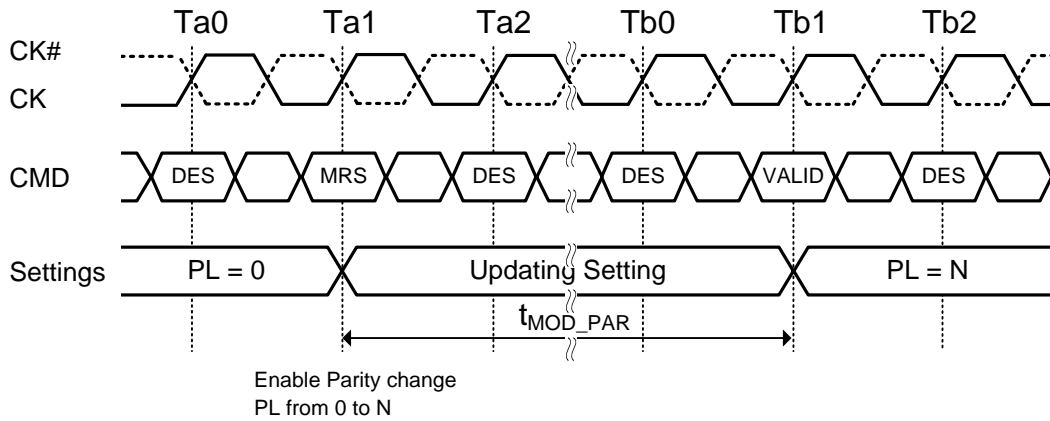 Ta0 Ta1 Ta2 Tb0 Tb1 Tb2
CK#
CK
CMD DES MRS DES DES VALID DES
Settings PL = 0 Updating Setting PL = N
tMOD_PAR
Enable Parity change
PL from 0 to N